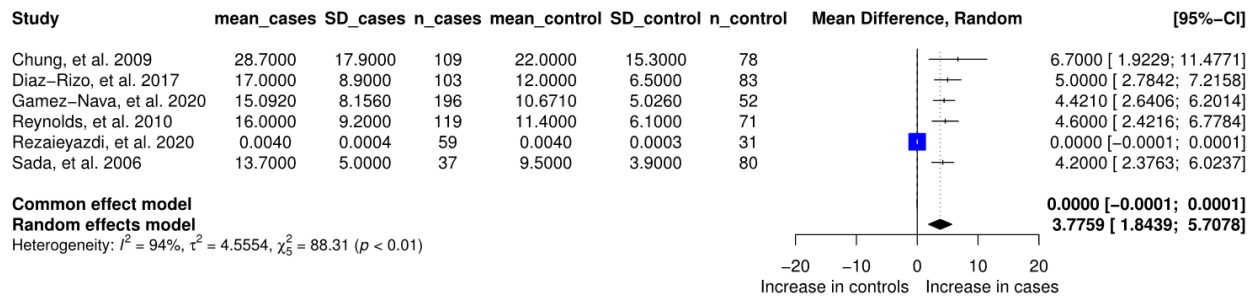 Study mean_cases SD_cases n_cases mean_control SD_control n_control Mean Difference, Random [95%−CI]
Chung, et al. 2009 28.7000 17.9000 109 22.0000 15.3000 78 6.7000 [ 1.9229; 11.4771]
Diaz−Rizo, et al. 2017 17.0000 8.9000 103 12.0000 6.5000 83 5.0000 [ 2.7842; 7.2158]
Gamez−Nava, et al. 2020 15.0920 8.1560 196 10.6710 5.0260 52 4.4210 [ 2.6406; 6.2014]
Reynolds, et al. 2010 16.0000 9.2000 119 11.4000 6.1000 71 4.6000 [ 2.4216; 6.7784]
Rezaieyazdi, et al. 2020 0.0040 0.0004 59 0.0040 0.0003 31 0.0000 [−0.0001; 0.0001]
Sada, et al. 2006 13.7000 5.0000 37 9.5000 3.9000 80 4.2000 [ 2.3763; 6.0237]
Common effect model 0.0000 [−0.0001; 0.0001]
Random effects model 3.7759 [ 1.8439; 5.7078]
Heterogeneity: I² = 94%, τ² = 4.5554, χ²₅ = 88.31 (p < 0.01)
−20 −10 0 10 20
Increase in controls Increase in cases